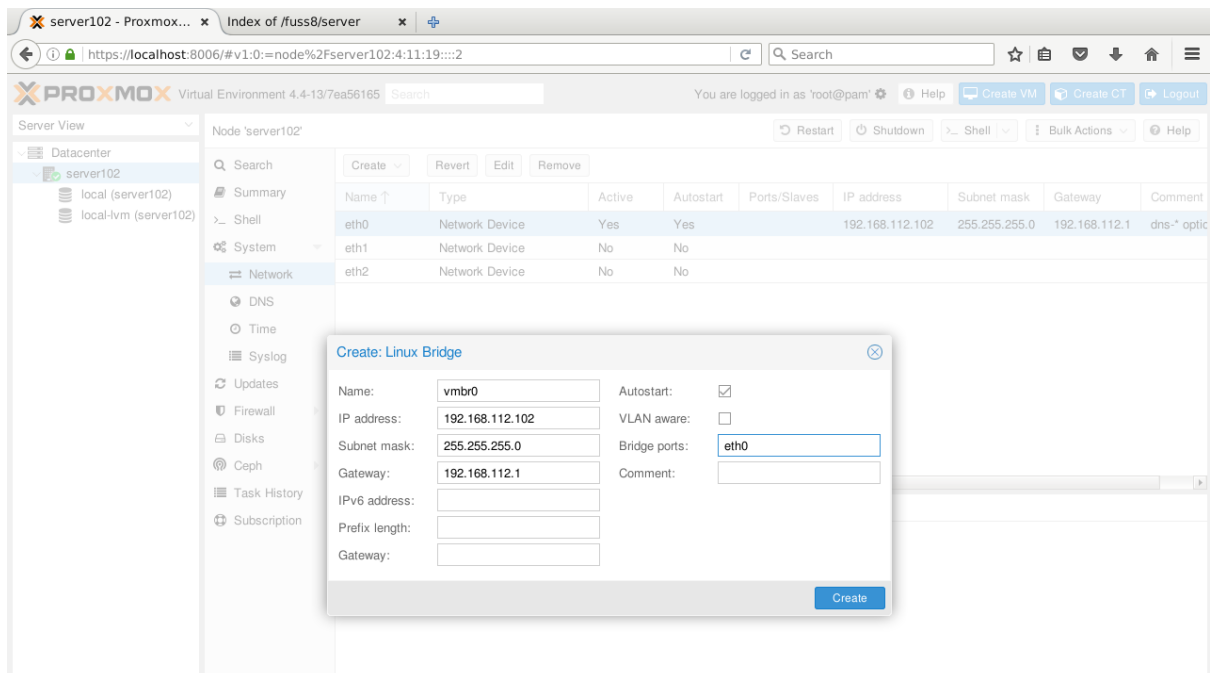 server102 - Proxmox... × Index of /fuss8/server ×
https://localhost:8006/#v1:0:=node%2Fserver102:4:11:19::::2 Search
PROXMOX Virtual Environment 4.4-13/7ea56165 Search You are logged in as 'root@pam' Help Create VM Create CT Logout
Server View Node 'server102' Restart Shutdown >_ Shell Bulk Actions Help
Datacenter
server102
local (server102)
local-lvm (server102)
Search
Summary
>_ Shell
System
Network
DNS
Time
Syslog
Updates
Firewall
Disks
Ceph
Task History
Subscription
Create Revert Edit Remove
Name ↑ Type Active Autostart Ports/Slaves IP address Subnet mask Gateway Comment
eth0 Network Device Yes Yes 192.168.112.102 255.255.255.0 192.168.112.1 dns-* optic
eth1 Network Device No No
eth2 Network Device No No
Create: Linux Bridge
Name: vmbr0
IP address: 192.168.112.102
Subnet mask: 255.255.255.0
Gateway: 192.168.112.1
IPv6 address:
Prefix length:
Gateway:
Autostart:
VLAN aware:
Bridge ports: eth0
Comment:
Create